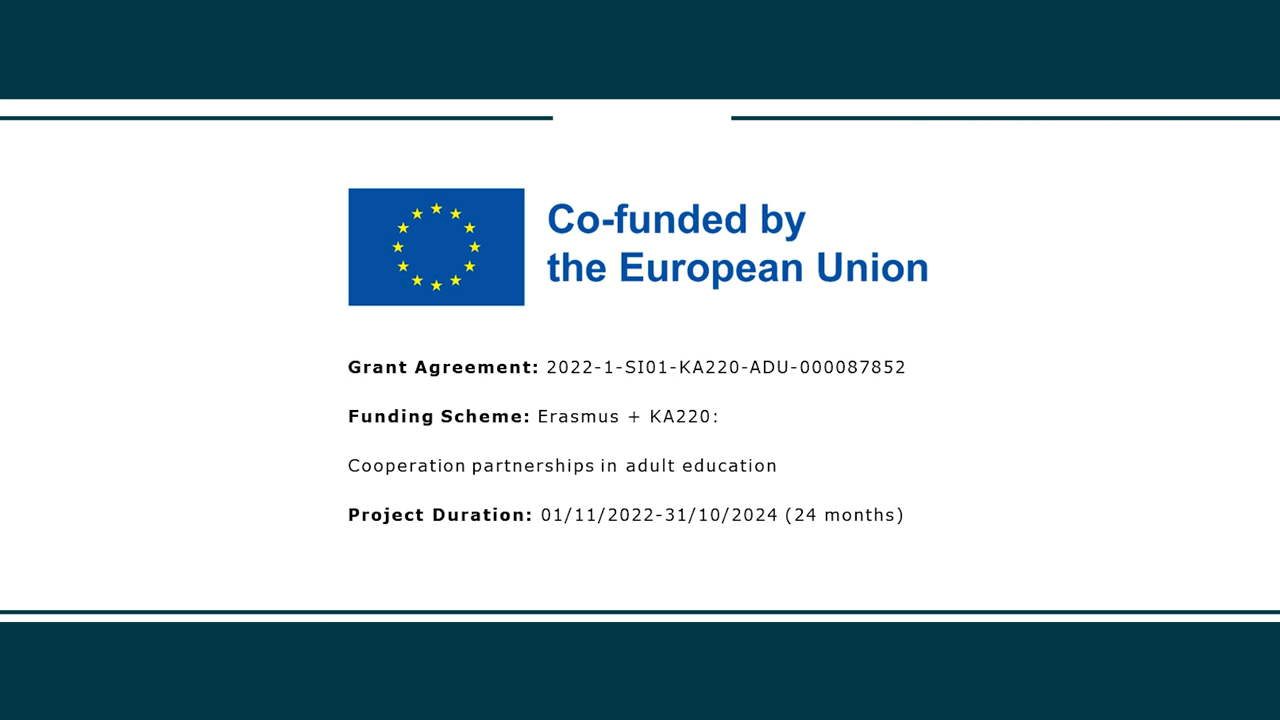 Co-funded by
the European Union
Grant Agreement: 2022-1-SI01-KA220-ADU-000087852
Funding Scheme: Erasmus + KA220:
Cooperation partnerships in adult education
Project Duration: 01/11/2022-31/10/2024 (24 months)